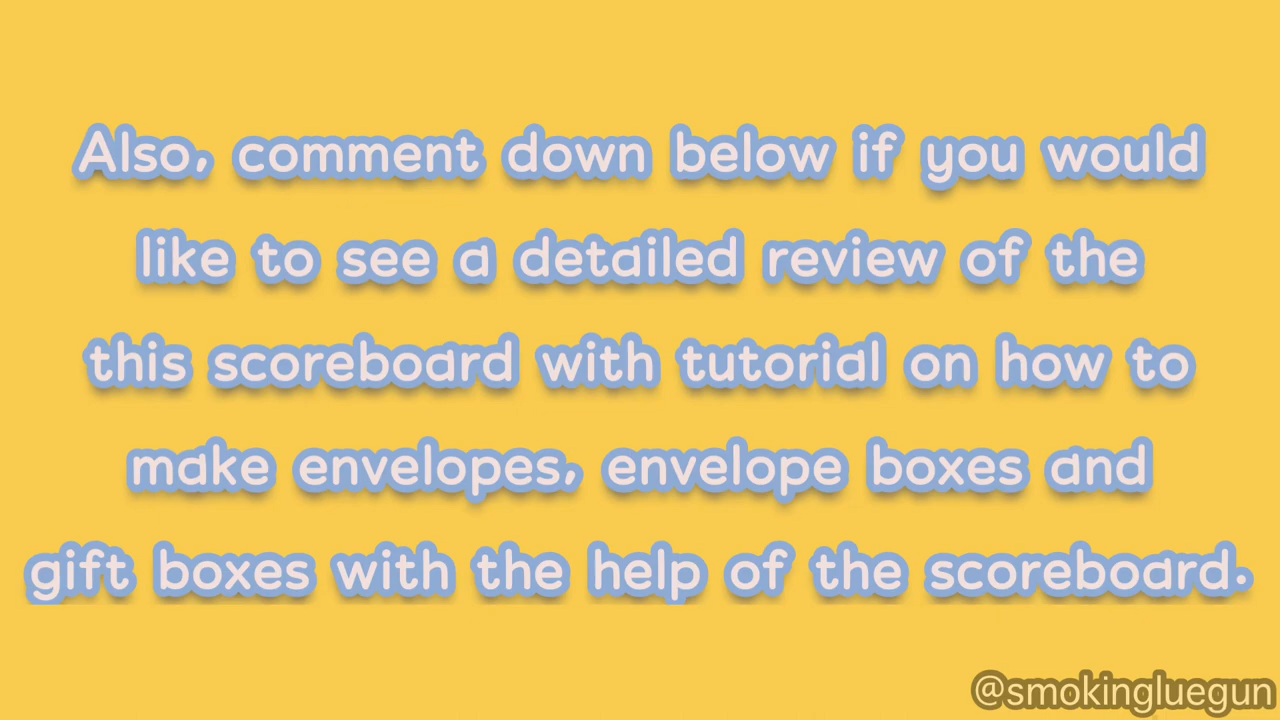 Also, comment down below if you would
like to see a detailed review of the
this scoreboard with tutorial on how to
make envelopes, envelope boxes and
gift boxes with the help of the scoreboard.
@smokingluegun